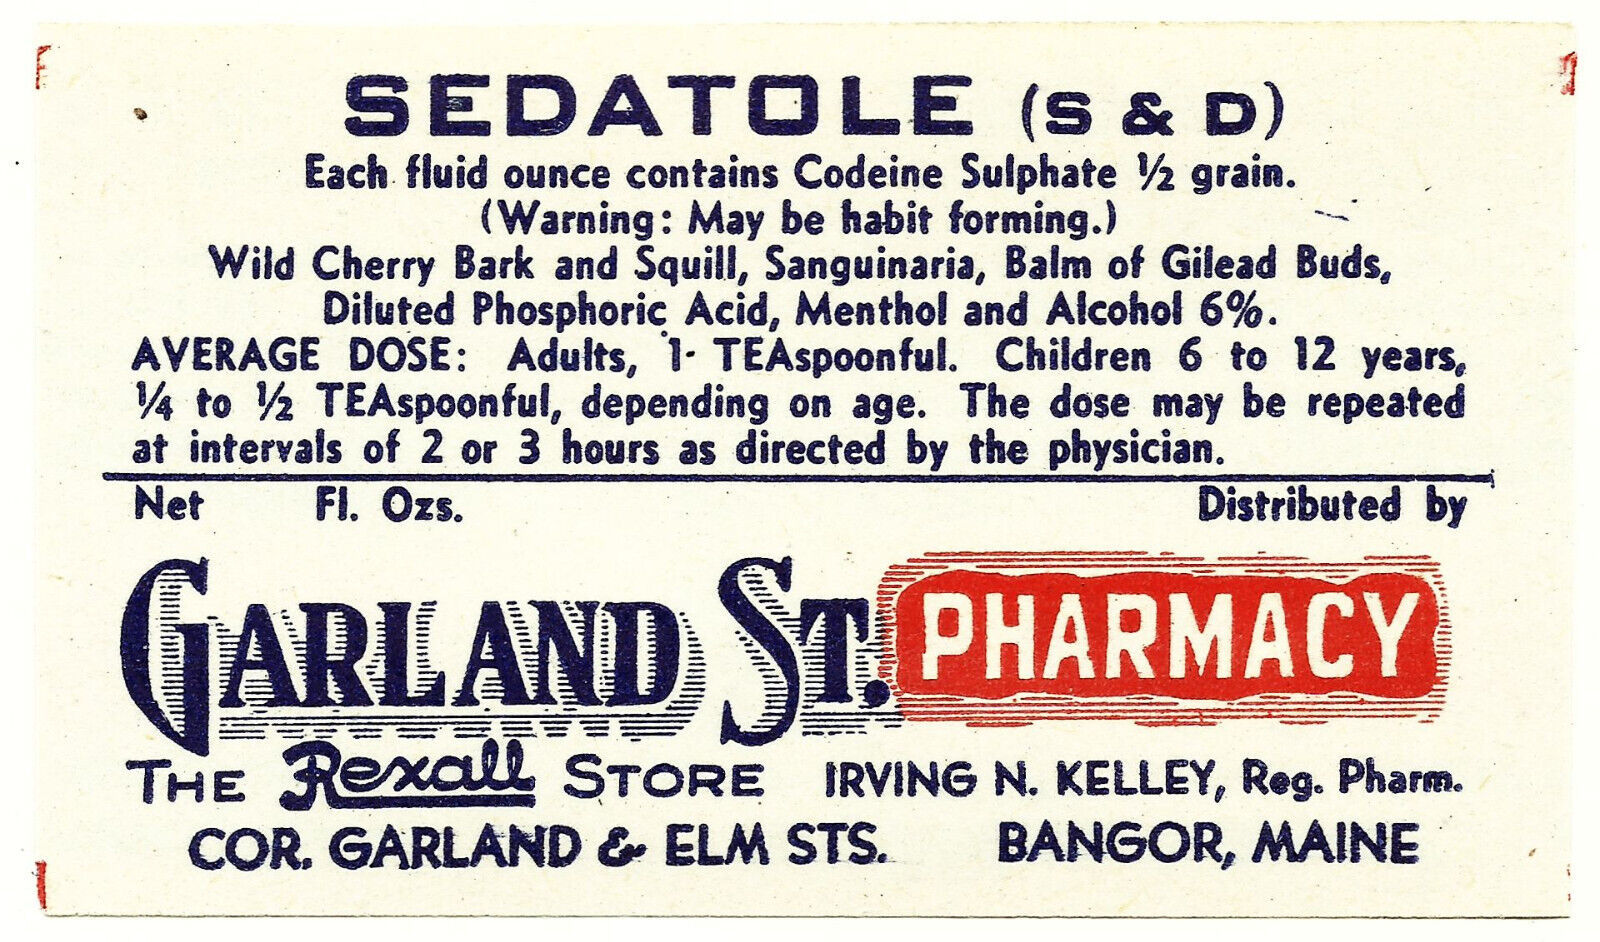 SEDATOLE (S & D)
Each fluid ounce contains Codeine Sulphate ½ grain.
(Warning: May be habit forming.)
Wild Cherry Bark and Squill, Sanguinaria, Balm of Gilead Buds,
Diluted Phosphoric Acid, Menthol and Alcohol 6%.
AVERAGE DOSE: Adults, 1- TEAspoonful. Children 6 to 12 years,
¼ to ½ TEAspoonful, depending on age. The dose may be repeated
at intervals of 2 or 3 hours as directed by the physician.
Net Fl. Ozs. Distributed by
GARLAND ST. PHARMACY
THE Rexall STORE IRVING N. KELLEY, Reg. Pharm.
COR. GARLAND & ELM STS. BANGOR, MAINE